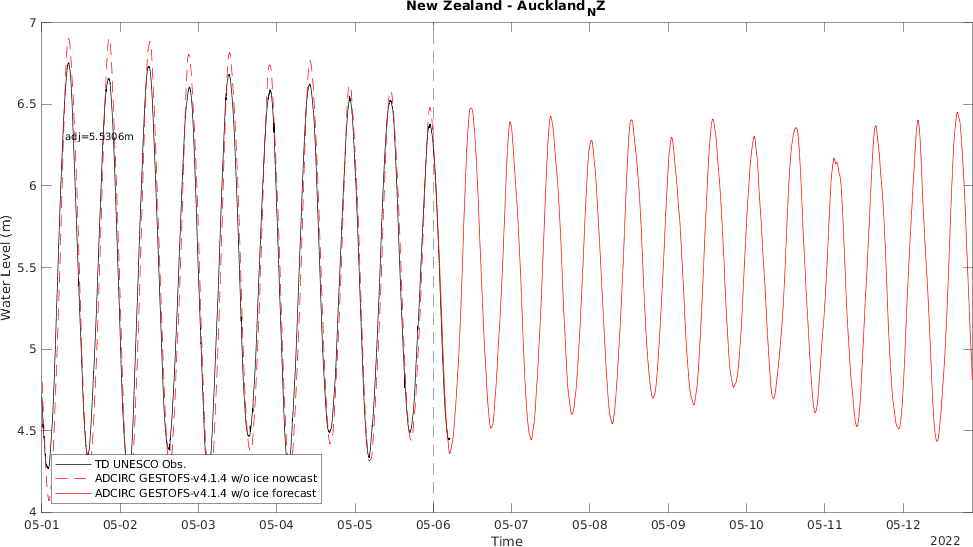 New Zealand - Auckland_NZ
7
6.5
adj=5.5306m
6
Water Level (m)
5.5
5
4.5
TD UNESCO Obs.
ADCIRC GESTOFS-v4.1.4 w/o ice nowcast
ADCIRC GESTOFS-v4.1.4 w/o ice forecast
4
05-01 05-02 05-03 05-04 05-05 05-06 05-07 05-08 05-09 05-10 05-11 05-12
Time
2022